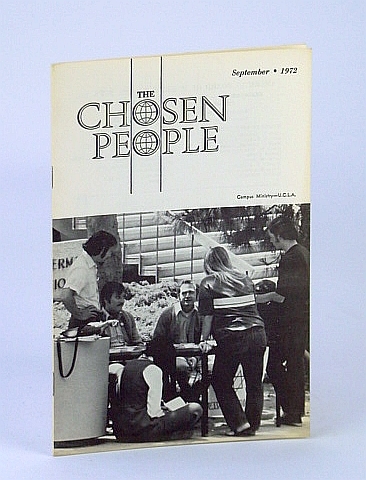 September • 1972
THE
CHOSEN
PEOPLE
Campus Ministry—U.C.L.A.